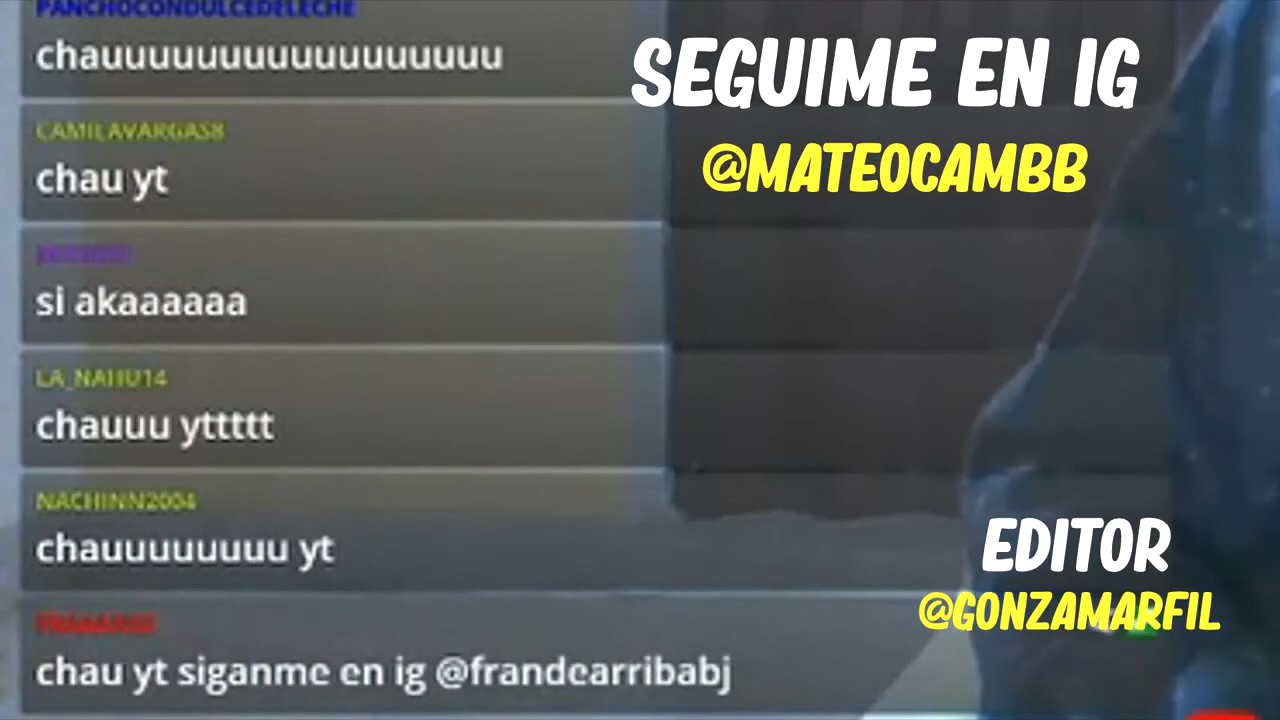 PANCHOCONDULCEDELECHE
chauuuuuuuuuuuuuuuuu
CAMILAVARGAS8
chau yt
si akaaaaaa
LA_NAHU14
chauuu yttttt
NACHINN2004
chauuuuuuuu yt
chau yt siganme en ig @frandearribabj
SEGUIME EN IG
@MATEOCAMBB
EDITOR
@GONZAMARFIL